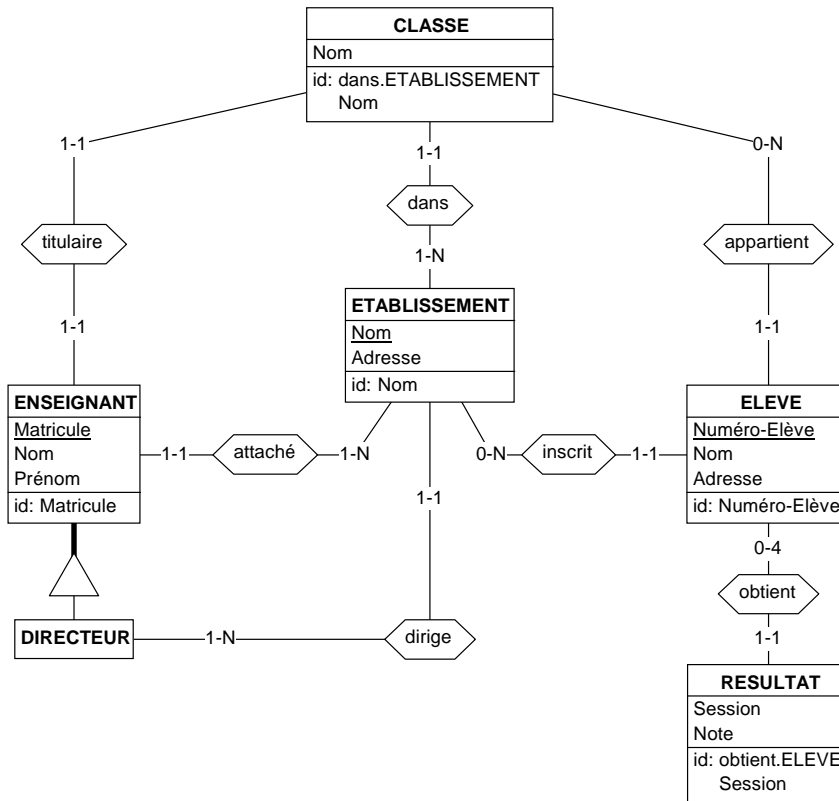 CLASSE
Nom
id: dans.ETABLISSEMENT
Nom
1-1
1-1
0-N
titulaire
dans
appartient
1-N
1-1
1-1
ETABLISSEMENT
Nom
Adresse
id: Nom
ENSEIGNANT
Matricule
Nom
Prénom
id: Matricule
1-1
attaché
1-N
0-N
inscrit
1-1
ELEVE
Numéro-Elève
Nom
Adresse
id: Numéro-Elève
1-1
0-4
obtient
1-1
DIRECTEUR
1-N
dirige
RESULTAT
Session
Note
id: obtient.ELEVE
Session